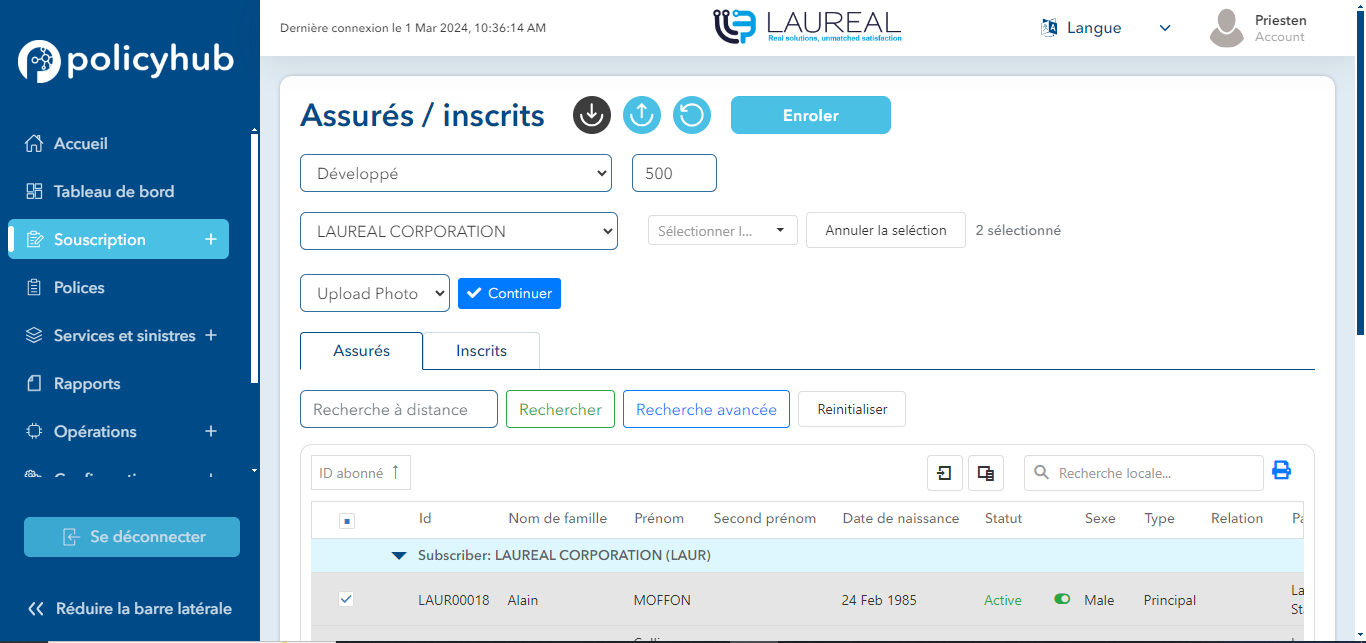 policyhub
Accueil
Tableau de bord
Souscription
Polices
Services et sinistres
Rapports
Opérations
Se déconnecter
Réduire la barre latérale
Dernière connexion le 1 Mar 2024, 10:36:14 AM
LAUREAL
Real solutions, unmatched satisfaction
Langue
Priesten
Account
Assurés / inscrits
Enroler
Développé
500
LAUREAL CORPORATION
Sélectionner l...
Annuler la seléction
2 sélectionné
Upload Photo
Continuer
Assurés
Inscrits
Recherche à distance
Rechercher
Recherche avancée
Reinitialiser
ID abonné
Recherche locale...
Id Nom de famille Prénom Second prénom Date de naissance Statut Sexe Type Relation
Subscriber: LAUREAL CORPORATION (LAUR)
LAUR00018 Alain MOFFON 24 Feb 1985 Active Male Principal